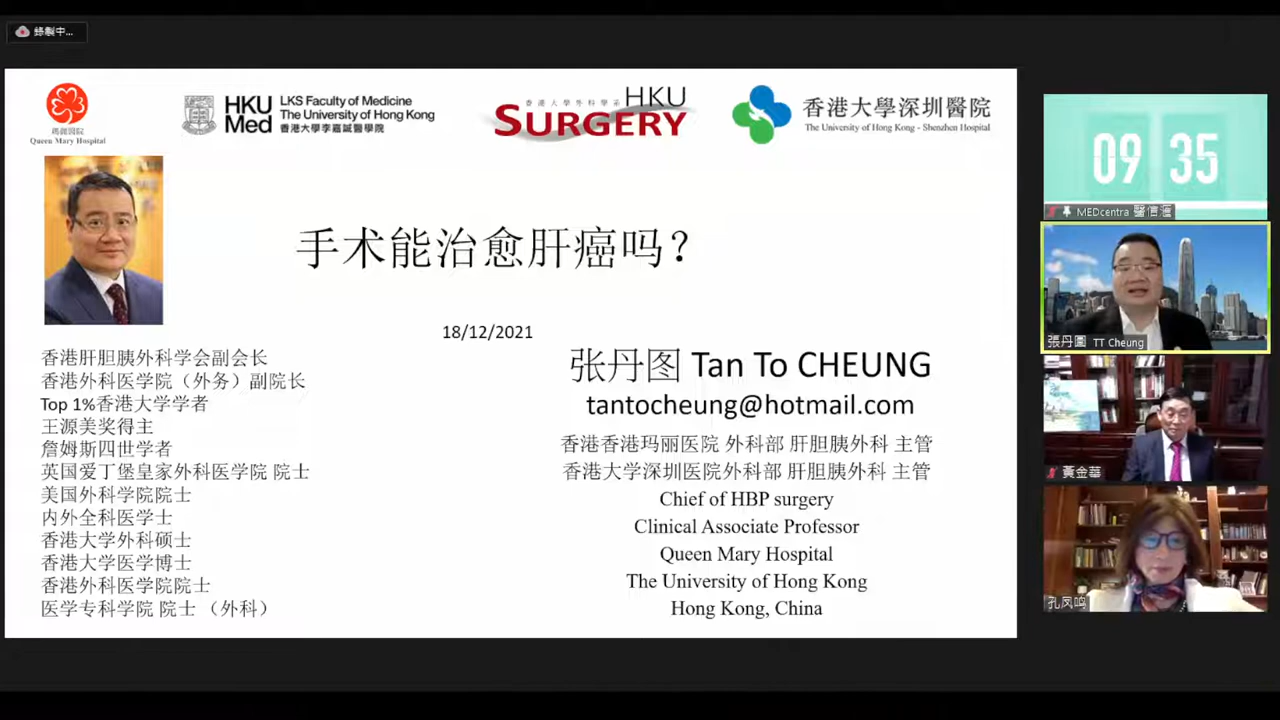 錄製中...
瑪麗醫院
Queen Mary Hospital
HKU
Med
LKS Faculty of Medicine
The University of Hong Kong
香港大學李嘉誠醫學院
香港大學外科學系
HKU
SURGERY
香港大學深圳醫院
The University of Hong Kong - Shenzhen Hospital
手术能治愈肝癌吗？
18/12/2021
香港肝胆胰外科学会副会长
香港外科医学院（外务）副院长
Top 1%香港大学学者
王源美奖得主
詹姆斯四世学者
英国爱丁堡皇家外科医学院 院士
美国外科学院院士
内外全科医学士
香港大学外科硕士
香港大学医学博士
香港外科医学院院士
医学专科学院 院士 （外科）
张丹图 Tan To CHEUNG
tantocheung@hotmail.com
香港香港玛丽医院 外科部 肝胆胰外科 主管
香港大学深圳医院外科部 肝胆胰外科 主管
Chief of HBP surgery
Clinical Associate Professor
Queen Mary Hospital
The University of Hong Kong
Hong Kong, China
09 35
MEDcentra 醫信滙
張丹圖 TT Cheung
黃金華
孔凤鸣